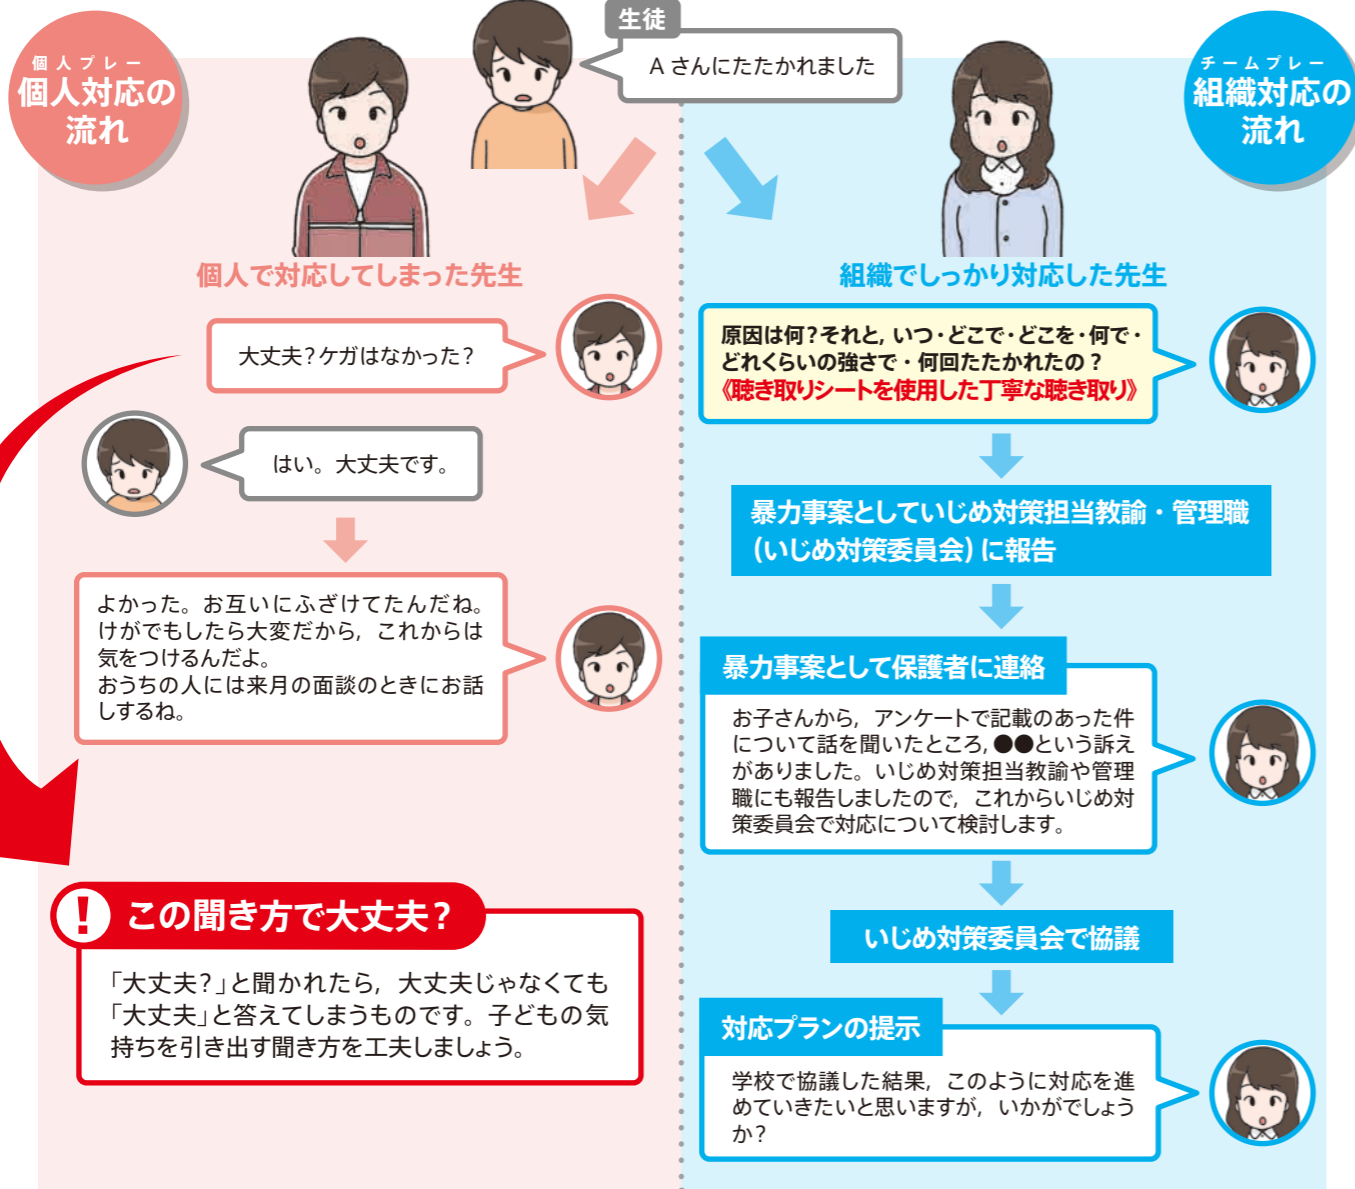 生徒
Aさんにたたかれました
個人プレー
個人対応の
流れ
チームプレー
組織対応の
流れ
個人で対応してしまった先生
大丈夫?ケガはなかった?
はい。大丈夫です。
よかった。お互いにふざけてたんだね。
けがでもしたら大変だから,これからは
気をつけるんだよ。
おうちの人には来月の面談のときにお話
しするね。
! この聞き方で大丈夫?
「大丈夫?」と聞かれたら,大丈夫じゃなくても
「大丈夫」と答えてしまうものです。子どもの気
持ちを引き出す聞き方を工夫しましょう。
組織でしっかり対応した先生
原因は何?それと,いつ・どこで・どこを・何で・
どれくらいの強さで・何回たたかれたの?
《聴き取りシートを使用した丁寧な聴き取り》
暴力事案としていじめ対策担当教諭・管理職
(いじめ対策委員会)に報告
暴力事案として保護者に連絡
お子さんから,アンケートで記載のあった件
について話を聞いたところ,●●という訴え
がありました。いじめ対策担当教諭や管理
職にも報告しましたので,これからいじめ対
策委員会で対応について検討します。
いじめ対策委員会で協議
対応プランの提示
学校で協議した結果,このように対応を進
めていきたいと思いますが,いかがでしょう
か?